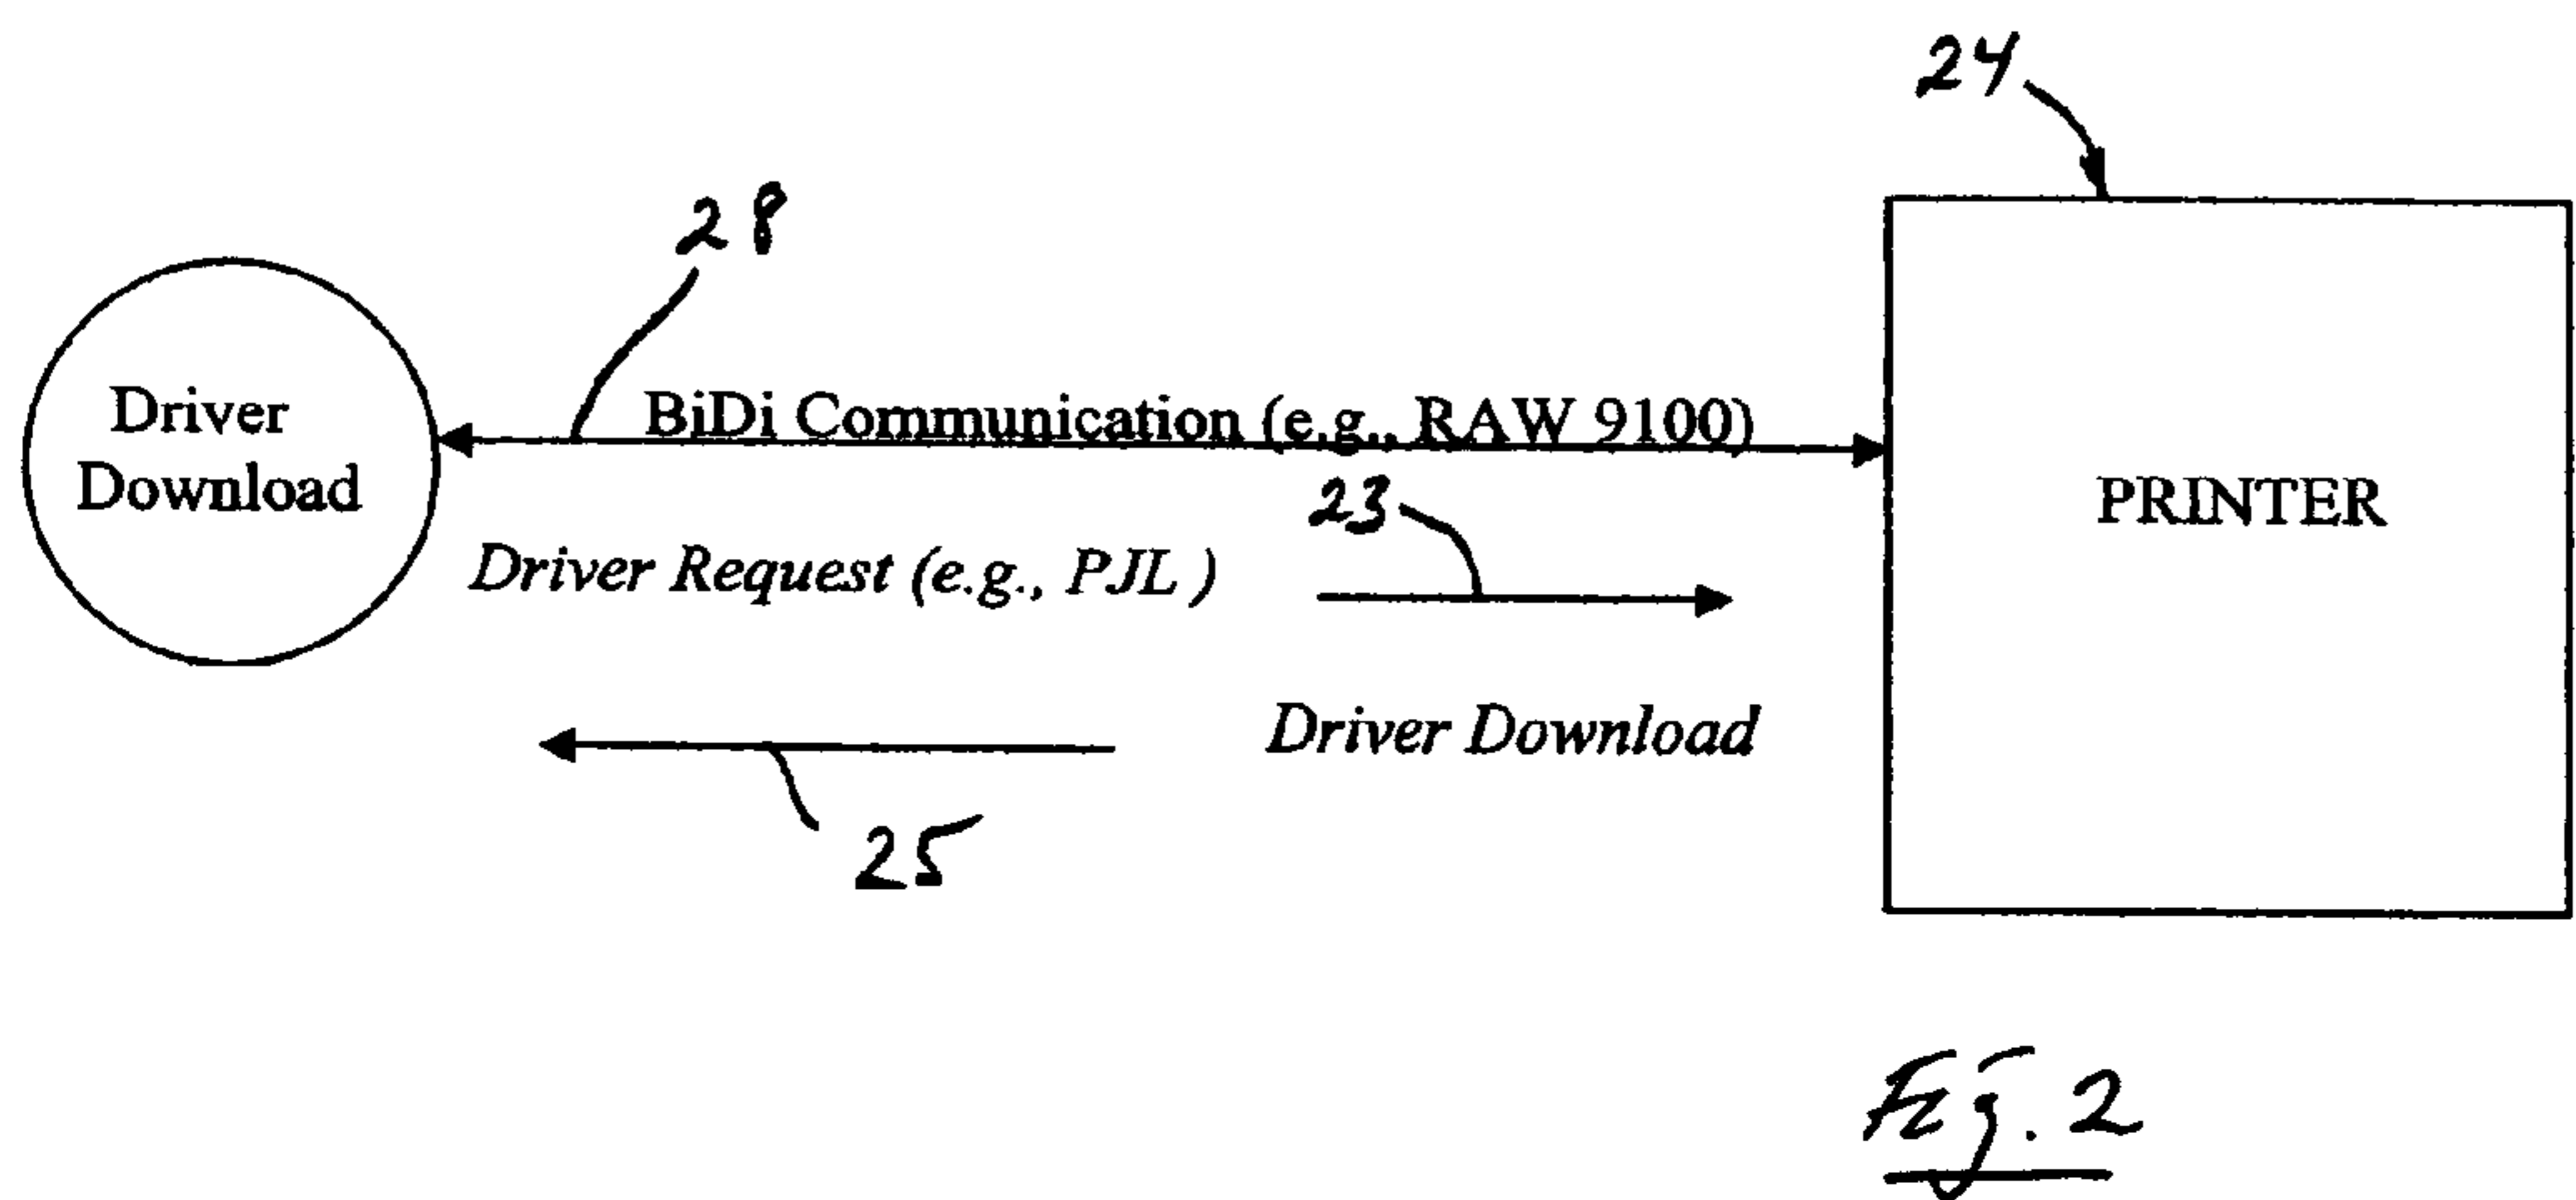 24
28
Driver
Download
BiDi Communication (e.g., RAW 9100)
23
PRINTER
Driver Request (e.g., PJL )
Driver Download
25
Fig. 2